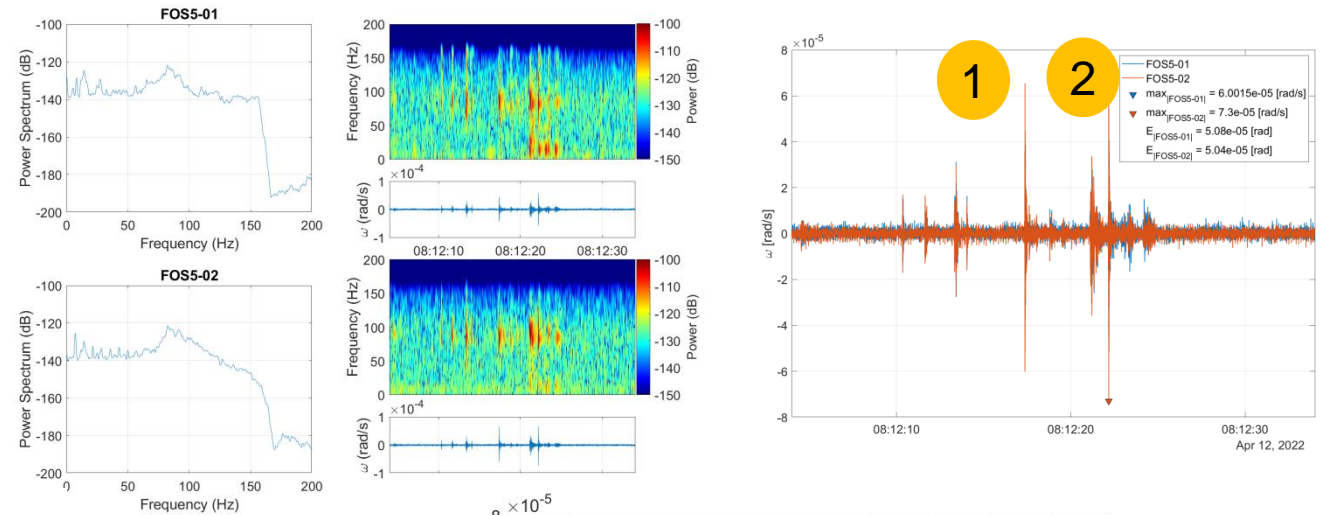 FOS5-01
-100
-120
-140
-160
-180
-200
Power Spectrum (dB)
0 50 100 150 200
Frequency (Hz)
200
150
100
50
0
Frequency (Hz)
-100
-110
-120
-130
-140
-150
Power (dB)
×10-4
1
0
-1
ω (rad/s)
08:12:10 08:12:20 08:12:30
FOS5-02
-100
-120
-140
-160
-180
-200
Power Spectrum (dB)
0 50 100 150 200
Frequency (Hz)
200
150
100
50
0
Frequency (Hz)
-100
-110
-120
-130
-140
-150
Power (dB)
×10-4
1
0
-1
ω (rad/s)
8 ×10-5
×10-5
8
6
4
2
0
-2
-4
-6
-8
ω [rad/s]
1
2
FOS5-01
FOS5-02
max|FOS5-01| = 6.0015e-05 [rad/s]
max|FOS5-02| = 7.3e-05 [rad/s]
E|FOS5-01| = 5.08e-05 [rad]
E|FOS5-02| = 5.04e-05 [rad]
08:12:10 08:12:20 08:12:30
Apr 12, 2022